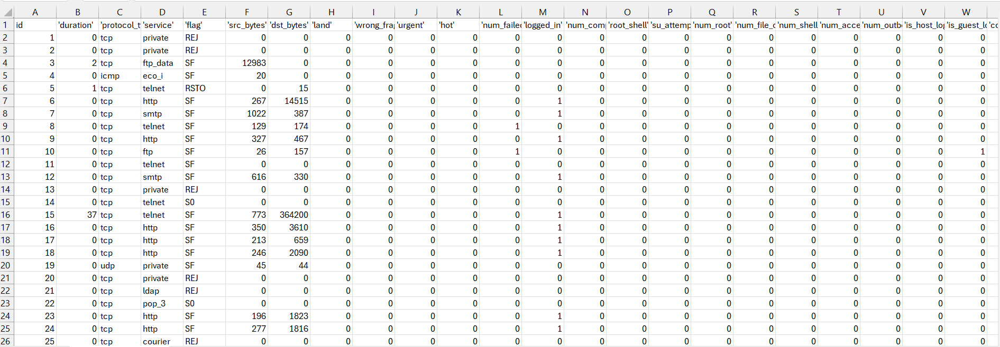 A B C D E F G H I J K L M N O P Q R S T U V W
1 id 'duration' 'protocol_t 'service' 'flag' 'src_bytes' 'dst_bytes' 'land' 'wrong_fra 'urgent' 'hot' 'num_failed 'logged_in' 'num_com 'root_shell' 'su_attemp 'num_root' 'num_file_c 'num_shell 'num_acce 'num_outb 'is_host_log 'is_guest_lo 'co
2 1 0 tcp private REJ 0 0 0 0 0 0 0 0 0 0 0 0 0 0 0 0 0 0
3 2 0 tcp private REJ 0 0 0 0 0 0 0 0 0 0 0 0 0 0 0 0 0 0
4 3 2 tcp ftp_data SF 12983 0 0 0 0 0 0 0 0 0 0 0 0 0 0 0 0 0
5 4 0 icmp eco_i SF 20 0 0 0 0 0 0 0 0 0 0 0 0 0 0 0 0 0
6 5 1 tcp telnet RSTO 0 15 0 0 0 0 0 0 0 0 0 0 0 0 0 0 0 0
7 6 0 tcp http SF 267 14515 0 0 0 0 0 1 0 0 0 0 0 0 0 0 0 0
8 7 0 tcp smtp SF 1022 387 0 0 0 0 0 1 0 0 0 0 0 0 0 0 0 0
9 8 0 tcp telnet SF 129 174 0 0 0 0 1 0 0 0 0 0 0 0 0 0 0 0
10 9 0 tcp http SF 327 467 0 0 0 0 0 1 0 0 0 0 0 0 0 0 0 0
11 10 0 tcp ftp SF 26 157 0 0 0 0 1 0 0 0 0 0 0 0 0 0 0 1
12 11 0 tcp telnet SF 0 0 0 0 0 0 0 0 0 0 0 0 0 0 0 0 0 0
13 12 0 tcp smtp SF 616 330 0 0 0 0 0 1 0 0 0 0 0 0 0 0 0 0
14 13 0 tcp private REJ 0 0 0 0 0 0 0 0 0 0 0 0 0 0 0 0 0 0
15 14 0 tcp telnet S0 0 0 0 0 0 0 0 0 0 0 0 0 0 0 0 0 0 0
16 15 37 tcp telnet SF 773 364200 0 0 0 0 0 1 0 0 0 0 0 0 0 0 0 0
17 16 0 tcp http SF 350 3610 0 0 0 0 0 1 0 0 0 0 0 0 0 0 0 0
18 17 0 tcp http SF 213 659 0 0 0 0 0 1 0 0 0 0 0 0 0 0 0 0
19 18 0 tcp http SF 246 2090 0 0 0 0 0 1 0 0 0 0 0 0 0 0 0 0
20 19 0 udp private SF 45 44 0 0 0 0 0 0 0 0 0 0 0 0 0 0 0 0
21 20 0 tcp private REJ 0 0 0 0 0 0 0 0 0 0 0 0 0 0 0 0 0 0
22 21 0 tcp ldap REJ 0 0 0 0 0 0 0 0 0 0 0 0 0 0 0 0 0 0
23 22 0 tcp pop_3 S0 0 0 0 0 0 0 0 0 0 0 0 0 0 0 0 0 0 0
24 23 0 tcp http SF 196 1823 0 0 0 0 0 1 0 0 0 0 0 0 0 0 0 0
25 24 0 tcp http SF 277 1816 0 0 0 0 0 1 0 0 0 0 0 0 0 0 0 0
26 25 0 tcp courier REJ 0 0 0 0 0 0 0 0 0 0 0 0 0 0 0 0 0 0